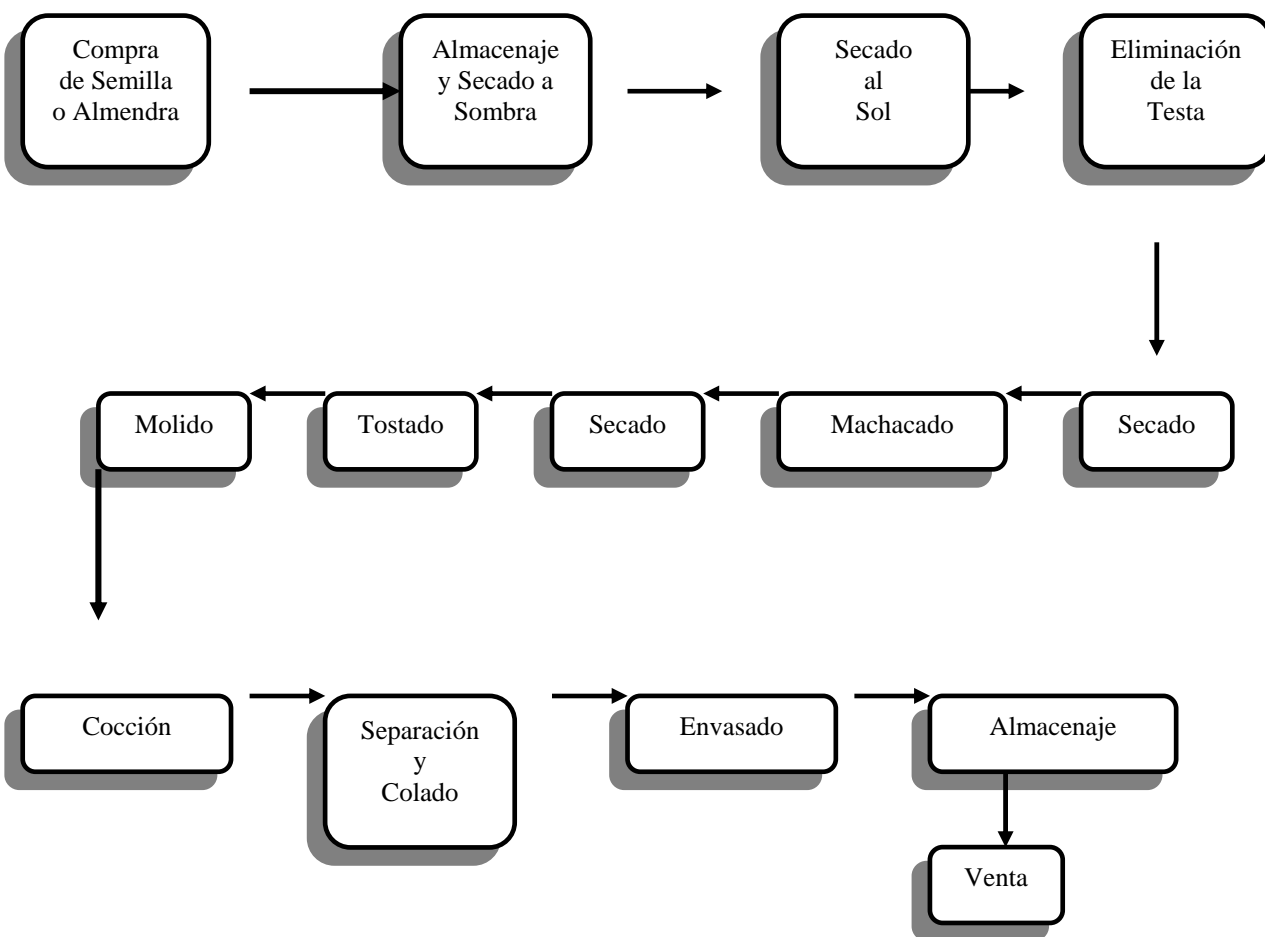 Compra
de Semilla
o Almendra
Almacenaje
y Secado a
Sombra
Secado
al
Sol
Eliminación
de la
Testa
Molido
Tostado
Secado
Machacado
Secado
Cocción
Separación
y
Colado
Envasado
Almacenaje
Venta